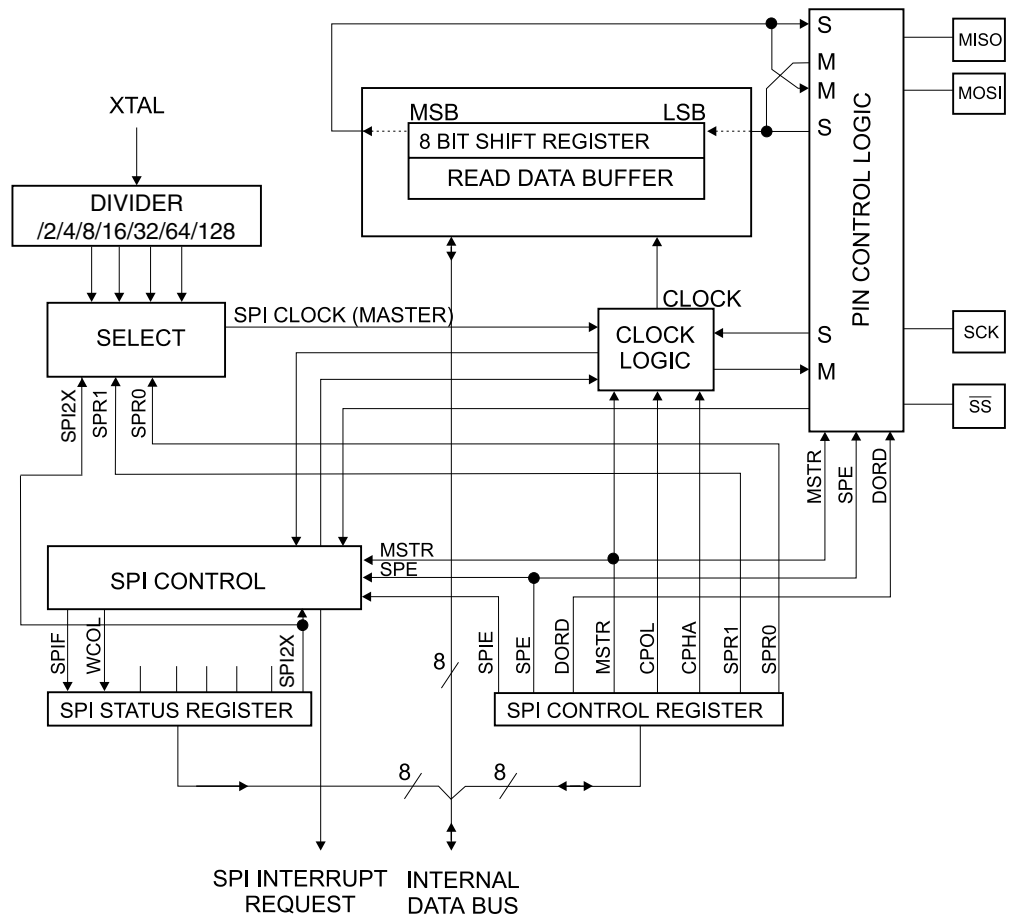 S
MISO
M
M
MOSI
XTAL
MSB
LSB
S
8 BIT SHIFT REGISTER
READ DATA BUFFER
DIVIDER
/2/4/8/16/32/64/128
PIN CONTROL LOGIC
SPI CLOCK (MASTER)
CLOCK
SELECT
CLOCK
LOGIC
S
SCK
M
SPI2X
SPR1
SPR0
SS
MSTR
SPE
DORD
MSTR
SPE
SPI CONTROL
SPIF
WCOL
SPI2X
8
SPIE
SPE
DORD
MSTR
CPOL
CPHA
SPR1
SPR0
SPI STATUS REGISTER
SPI CONTROL REGISTER
8
8
SPI INTERRUPT
REQUEST
INTERNAL
DATA BUS